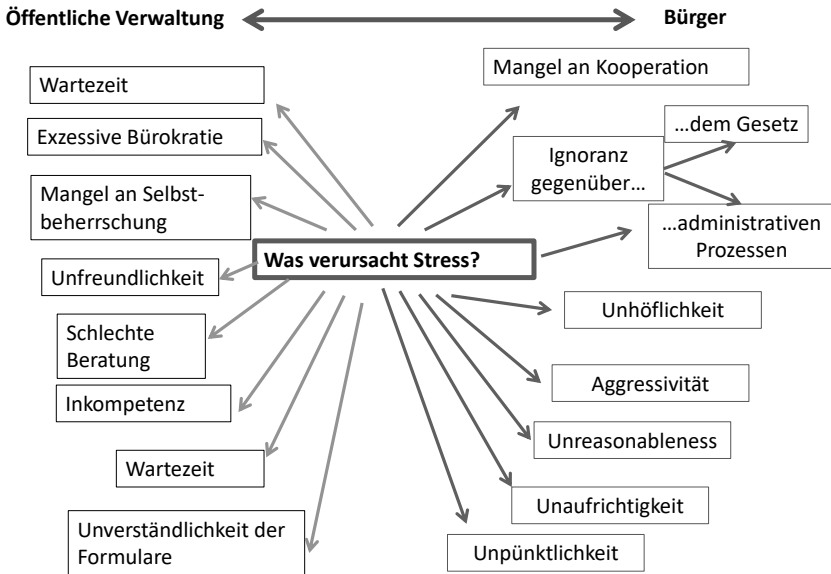 Öffentliche Verwaltung
Bürger
Wartezeit
Exzessive Bürokratie
Mangel an Selbst-
beherrschung
Unfreundlichkeit
Schlechte
Beratung
Inkompetenz
Wartezeit
Unverständlichkeit der
Formulare
Was verursacht Stress?
Mangel an Kooperation
Ignoranz
gegenüber...
...dem Gesetz
...administrativen
Prozessen
Unhöflichkeit
Aggressivität
Unreasonableness
Unaufrichtigkeit
Unpünktlichkeit